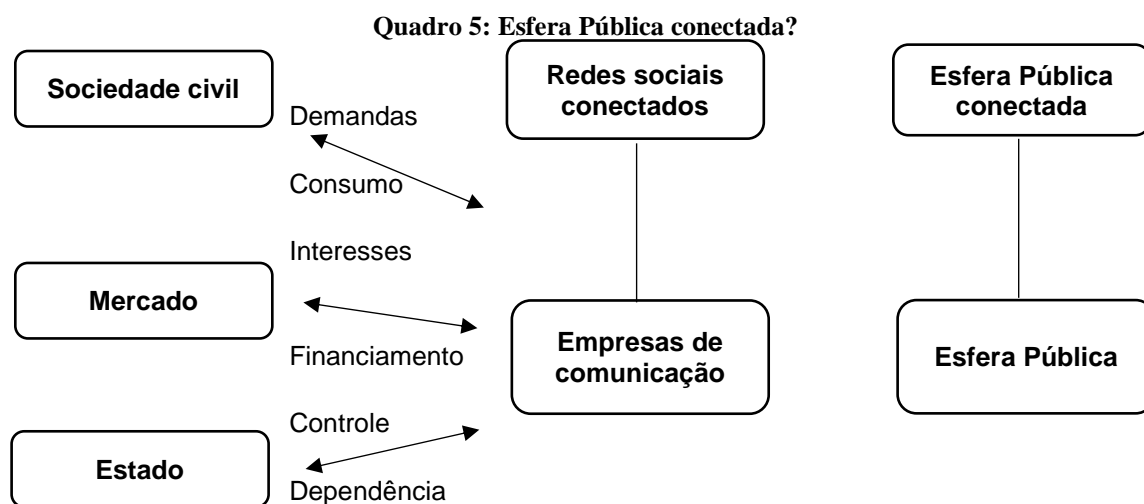 Quadro 5: Esfera Pública conectada?
Sociedade civil
Demandas
Consumo
Interesses
Mercado
Financiamento
Controle
Estado
Dependência
Redes sociais
conectados
Empresas de
comunicação
Esfera Pública
conectada
Esfera Pública